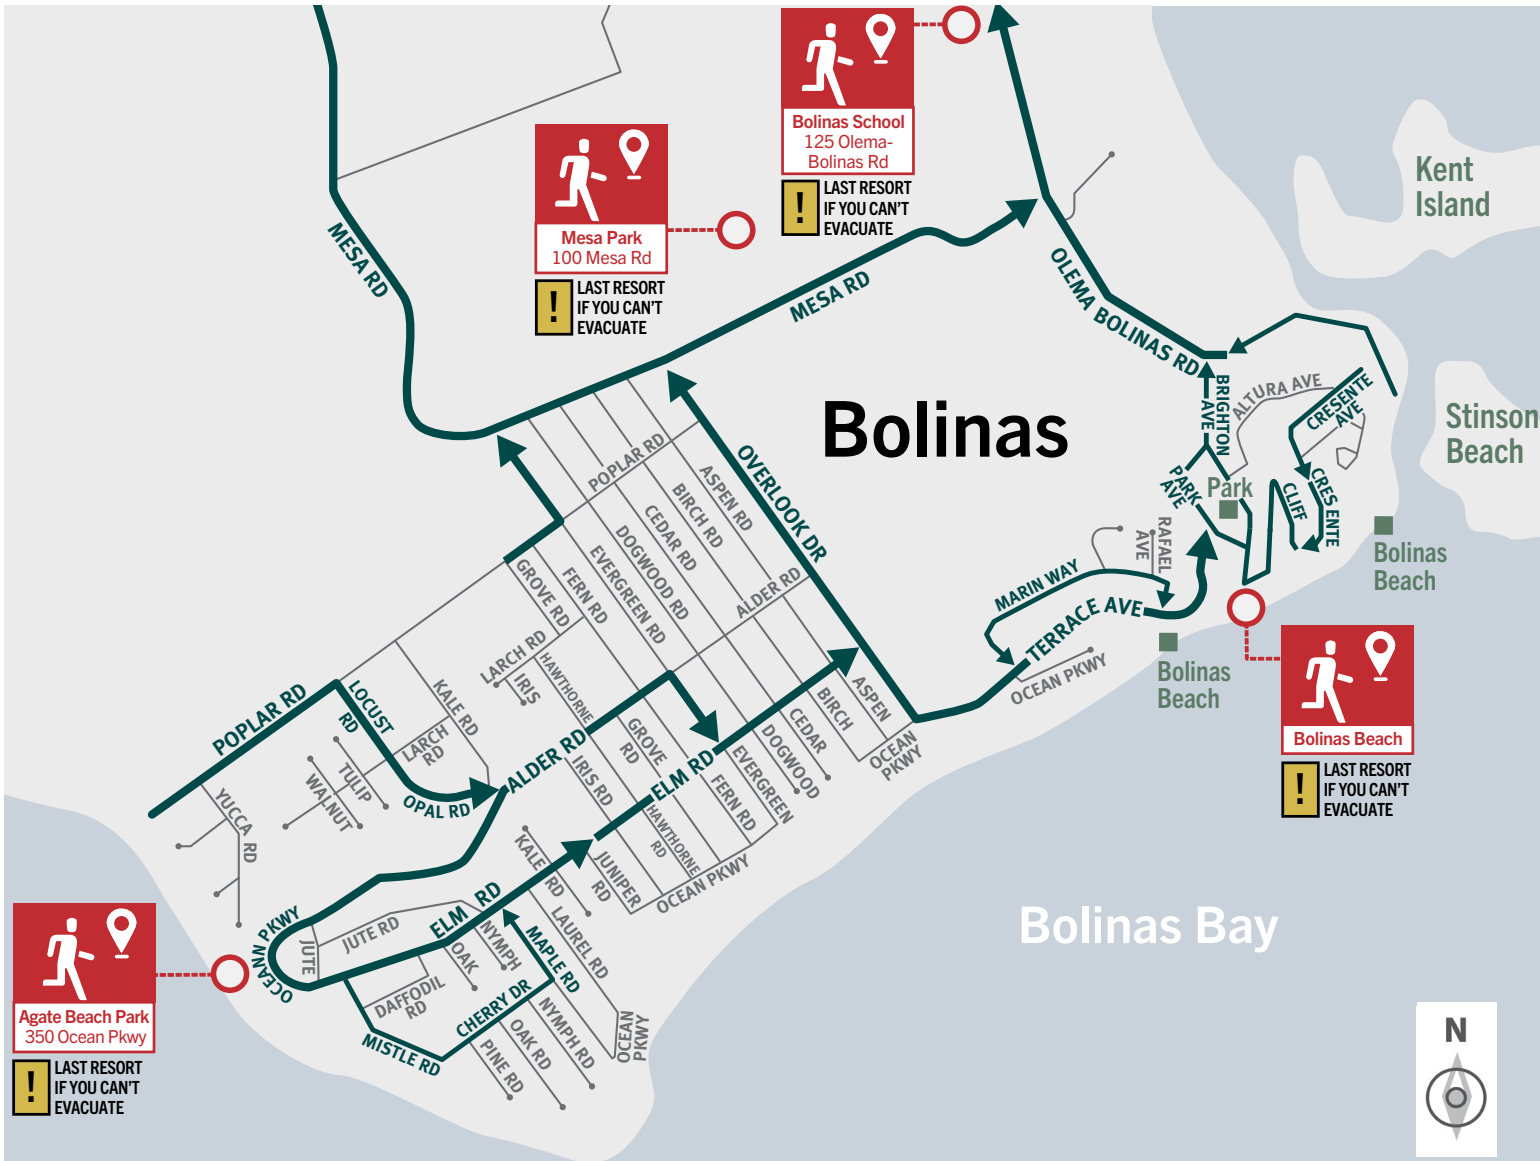 Bolinas School
125 Olema-
Bolinas Rd
!
LAST RESORT
IF YOU CAN'T
EVACUATE
Mesa Park
100 Mesa Rd
!
LAST RESORT
IF YOU CAN'T
EVACUATE
Kent
Island
MESA RD
MESA RD
OLEMA BOLINAS RD
Bolinas
BRIGHTON
AVE
ALTURA AVE
CRESENTE
AVE
Stinson
Beach
POPLAR RD
ASPEN RD
BIRCH RD
CEDAR RD
DOGWOOD RD
EVERGREEN RD
FERN RD
GROVE RD
OVERLOOK DR
ALDER RD
PARK
AVE
Park
CLIFF
CRES ENTE
RAFAEL
AVE
Bolinas
Beach
MARIN WAY
TERRACE AVE
OCEAN PKWY
Bolinas
Beach
LARCH RD
IRIS
HAWTHORNE
GROVE
RD
POPLAR RD
LOCUST
RD
KALE RD
LARCH
RD
TULIP
WALNUT
YUCCA RD
OPAL RD
ALDER RD
IRIS RD
ELM RD
ASPEN
BIRCH
CEDAR
DOGWOOD
EVERGREEN
FERN RD
HAWTHORNE
RD
OCEAN
PKWY
Bolinas Beach
!
LAST RESORT
IF YOU CAN'T
EVACUATE
KALE RD
JUNIPER
RD
OCEAN PKWY
Bolinas Bay
OCEAN PKWY
JUTE
JUTE RD
ELM RD
NYMPH
OAK
LAUREL RD
MAPLE RD
DAFFODIL
RD
CHERRY DR
MISTLE RD
PINE RD
OAK RD
NYMPH RD
OCEAN
PKWY
Agate Beach Park
350 Ocean Pkwy
!
LAST RESORT
IF YOU CAN'T
EVACUATE
N